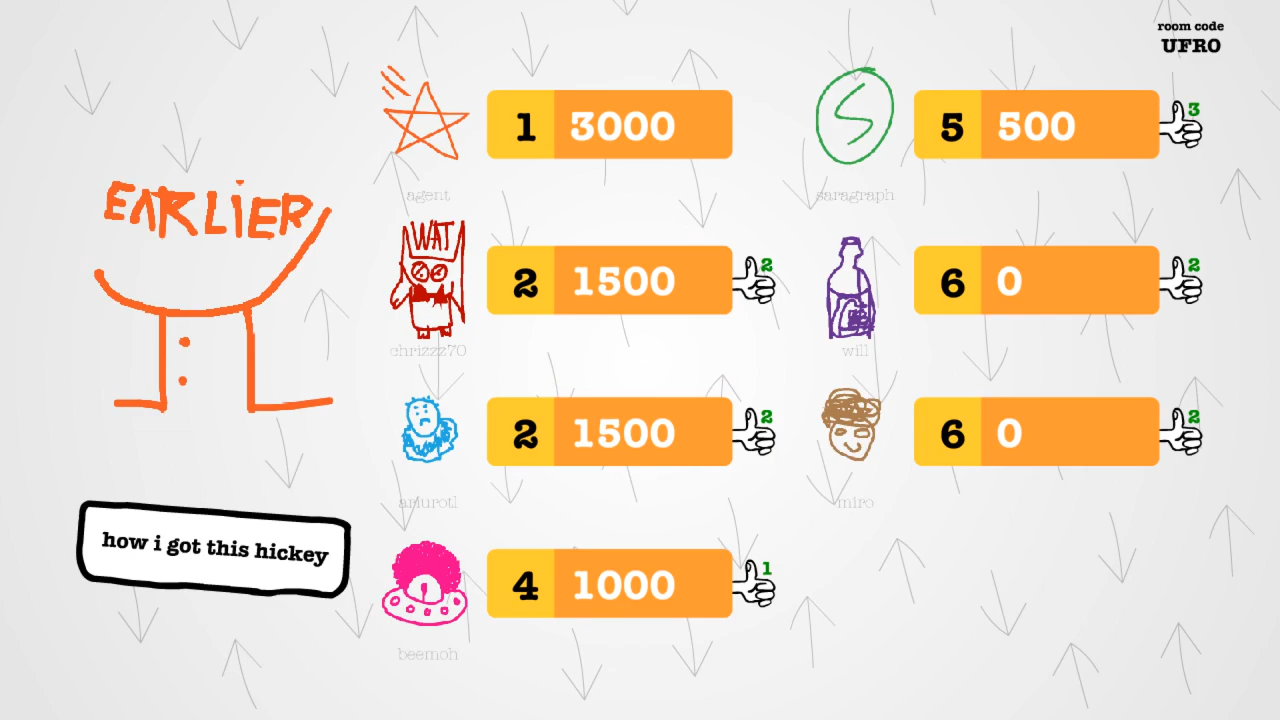 room code
UFRO
EARLiER
how i got this hickey
1 3000
agent
2 1500 2
WAT
chrizzz70
2 1500 2
amurotl
4 1000 1
beemoh
5 500 3
S
saragraph
6 0 2
will
6 0 2
miro